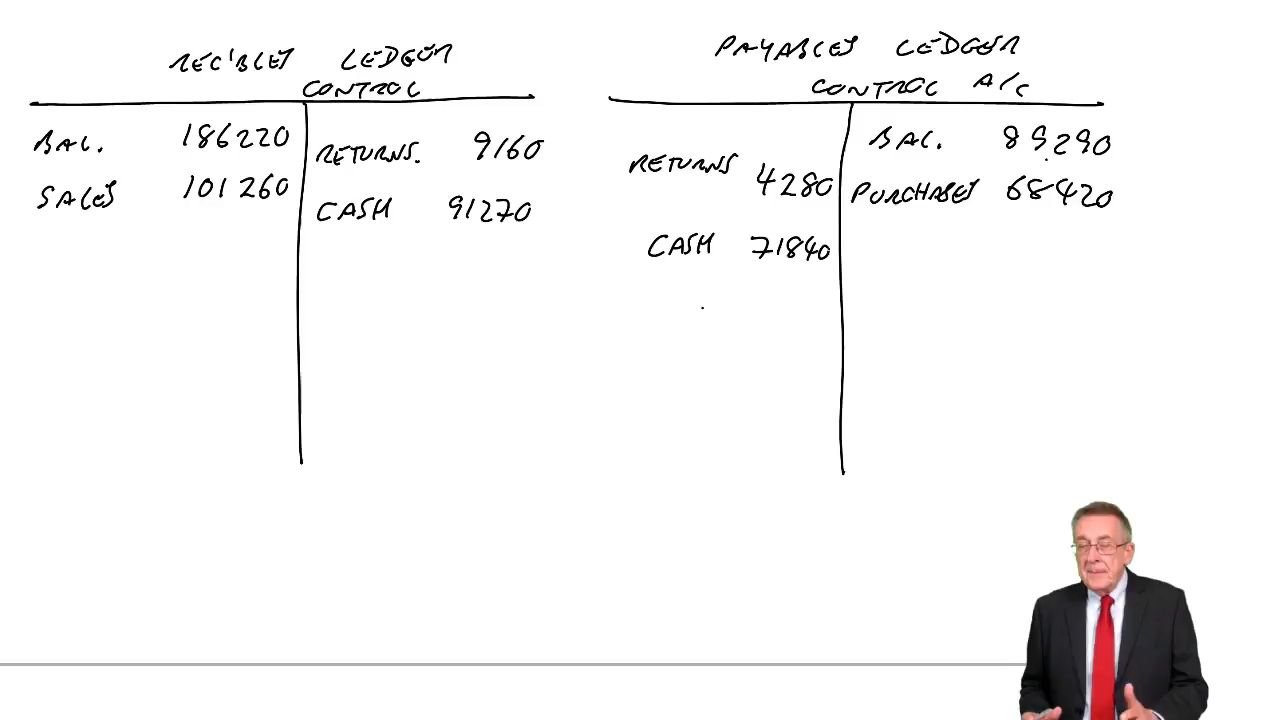 REC'BLES LEDGER
CONTROL
BAL. 186220
RETURNS. 9160
SALES 101260
CASH 91270
PAYABLES LEDGER
CONTROL A/C
BAL. 89290
RETURNS 4280
PURCHASES 68420
CASH 71840